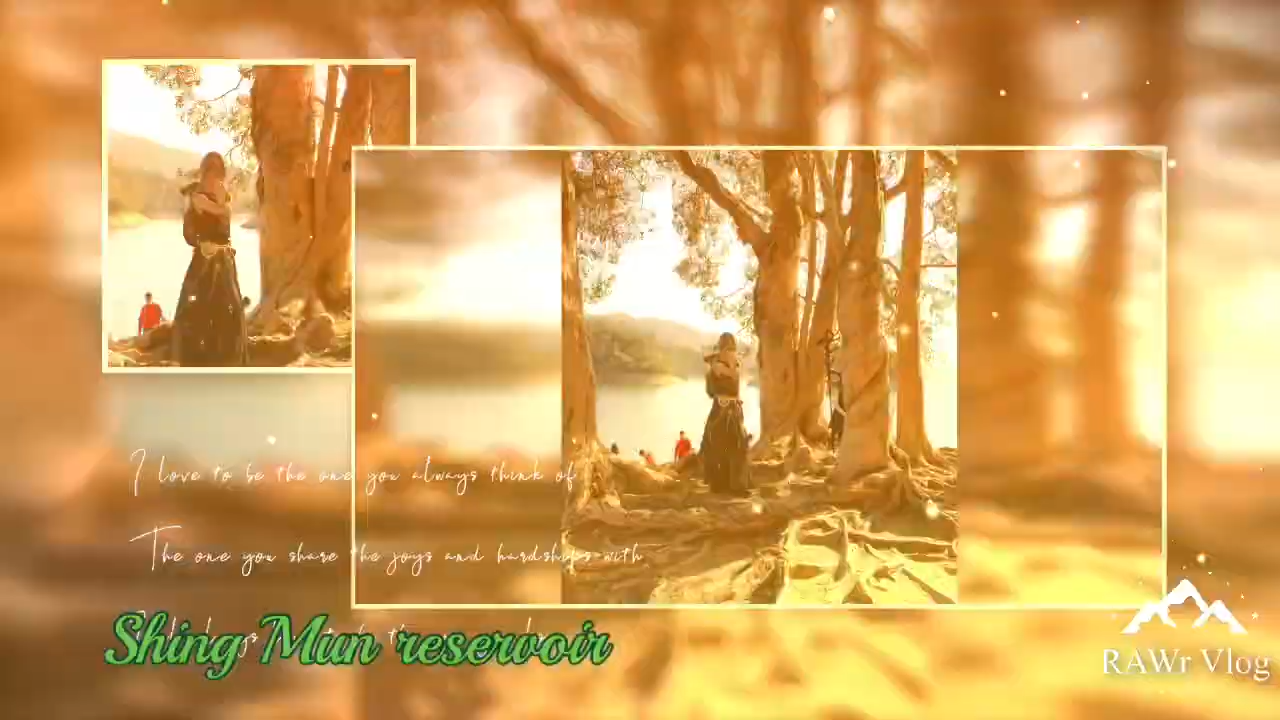 I love to be the one you always think of
The one you share the joys and hardships with
Shing Mun reservoir
RAWr Vlog